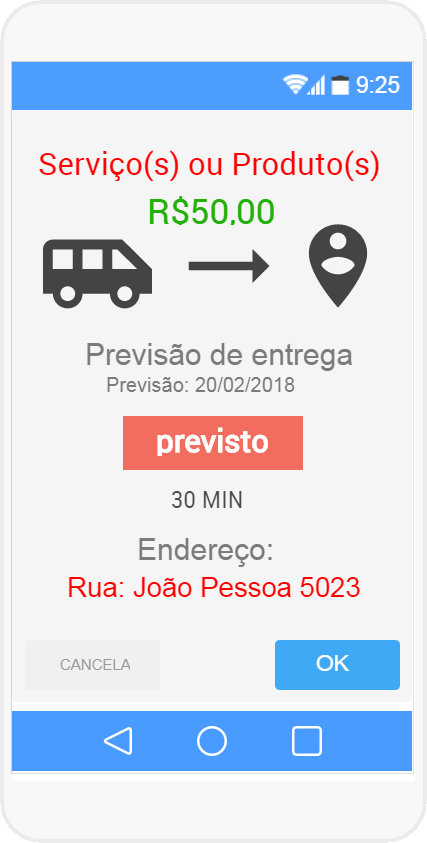 9:25
Serviço(s) ou Produto(s)
R$50,00
Previsão de entrega
Previsão: 20/02/2018
previsto
30 MIN
Endereço:
Rua: João Pessoa 5023
CANCELA
OK